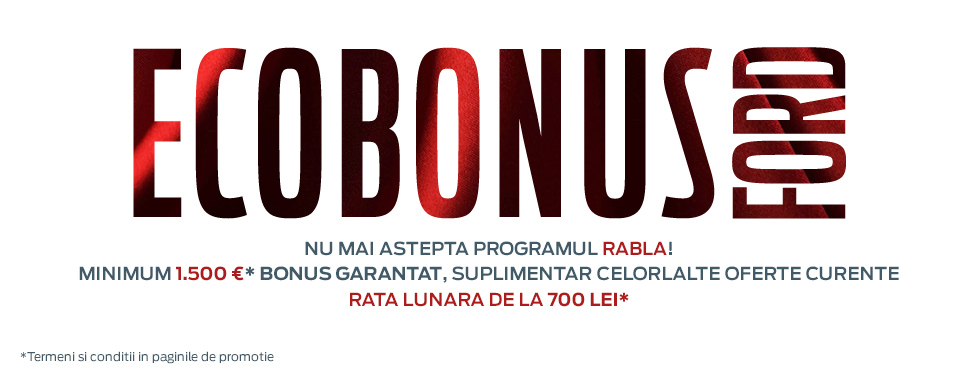 ECOBONUS FORD
NU MAI ASTEPTA PROGRAMUL RABLA!
MINIMUM 1.500 €* BONUS GARANTAT, SUPLIMENTAR CELORLALTE OFERTE CURENTE
RATA LUNARA DE LA 700 LEI*
*Termeni si conditii in paginile de promotie